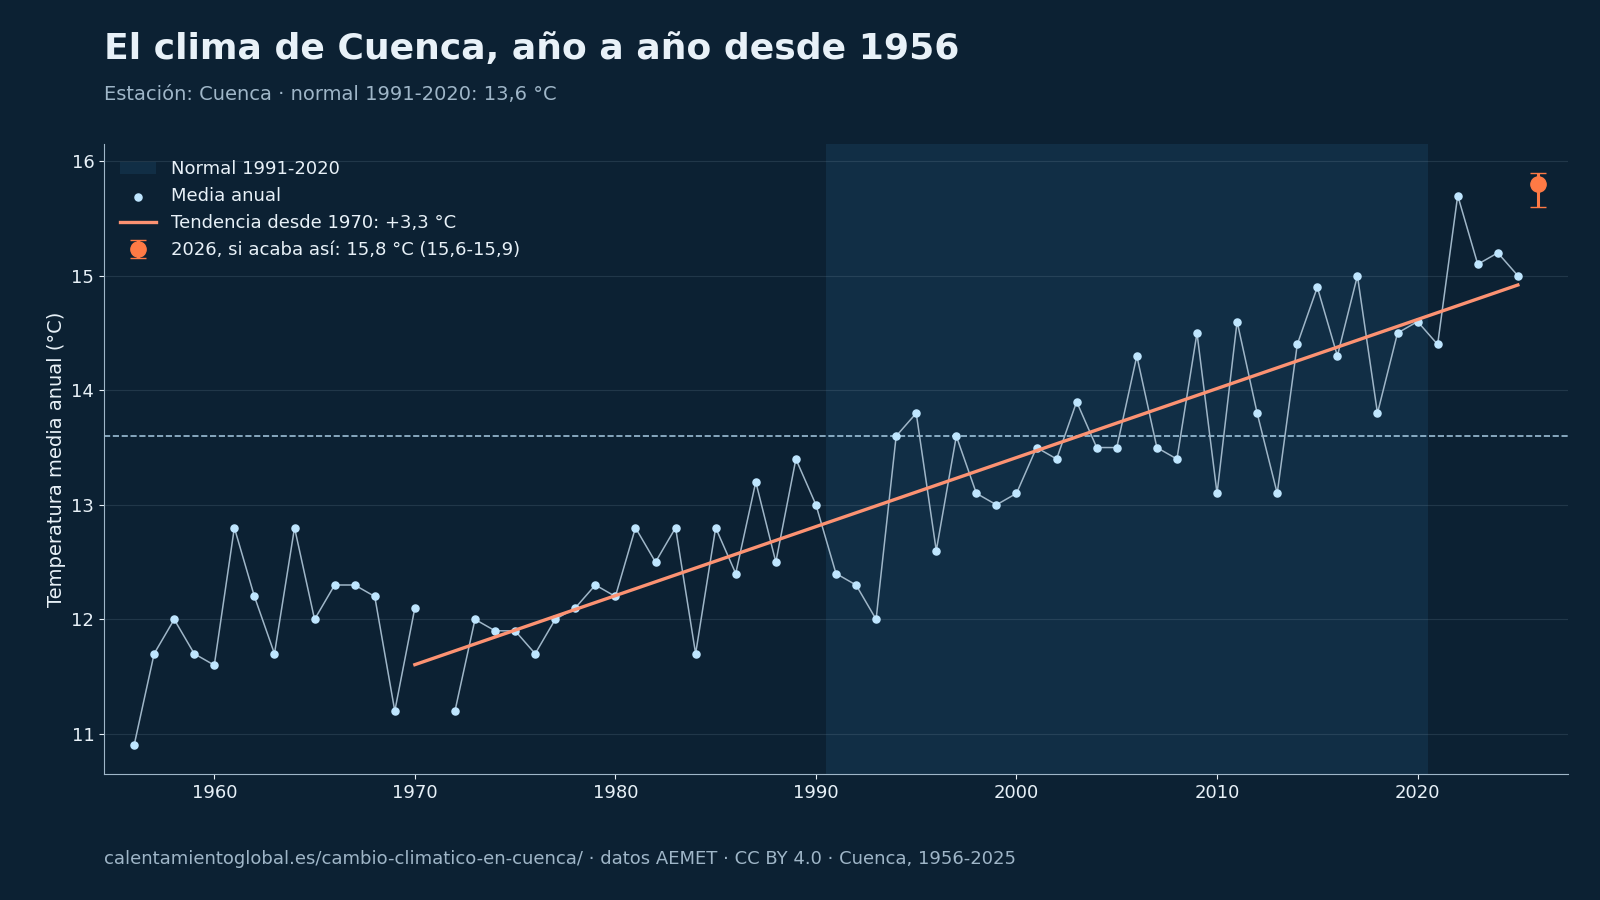 El clima de Cuenca, año a año desde 1956
Estación: Cuenca · normal 1991-2020: 13,6 °C
Normal 1991-2020
Media anual
Tendencia desde 1970: +3,3 °C
2026, si acaba así: 15,8 °C (15,6-15,9)
Temperatura media anual (°C)
16
15
14
13
12
11
1960 1970 1980 1990 2000 2010 2020
calentamientoglobal.es/cambio-climatico-en-cuenca/ · datos AEMET · CC BY 4.0 · Cuenca, 1956-2025